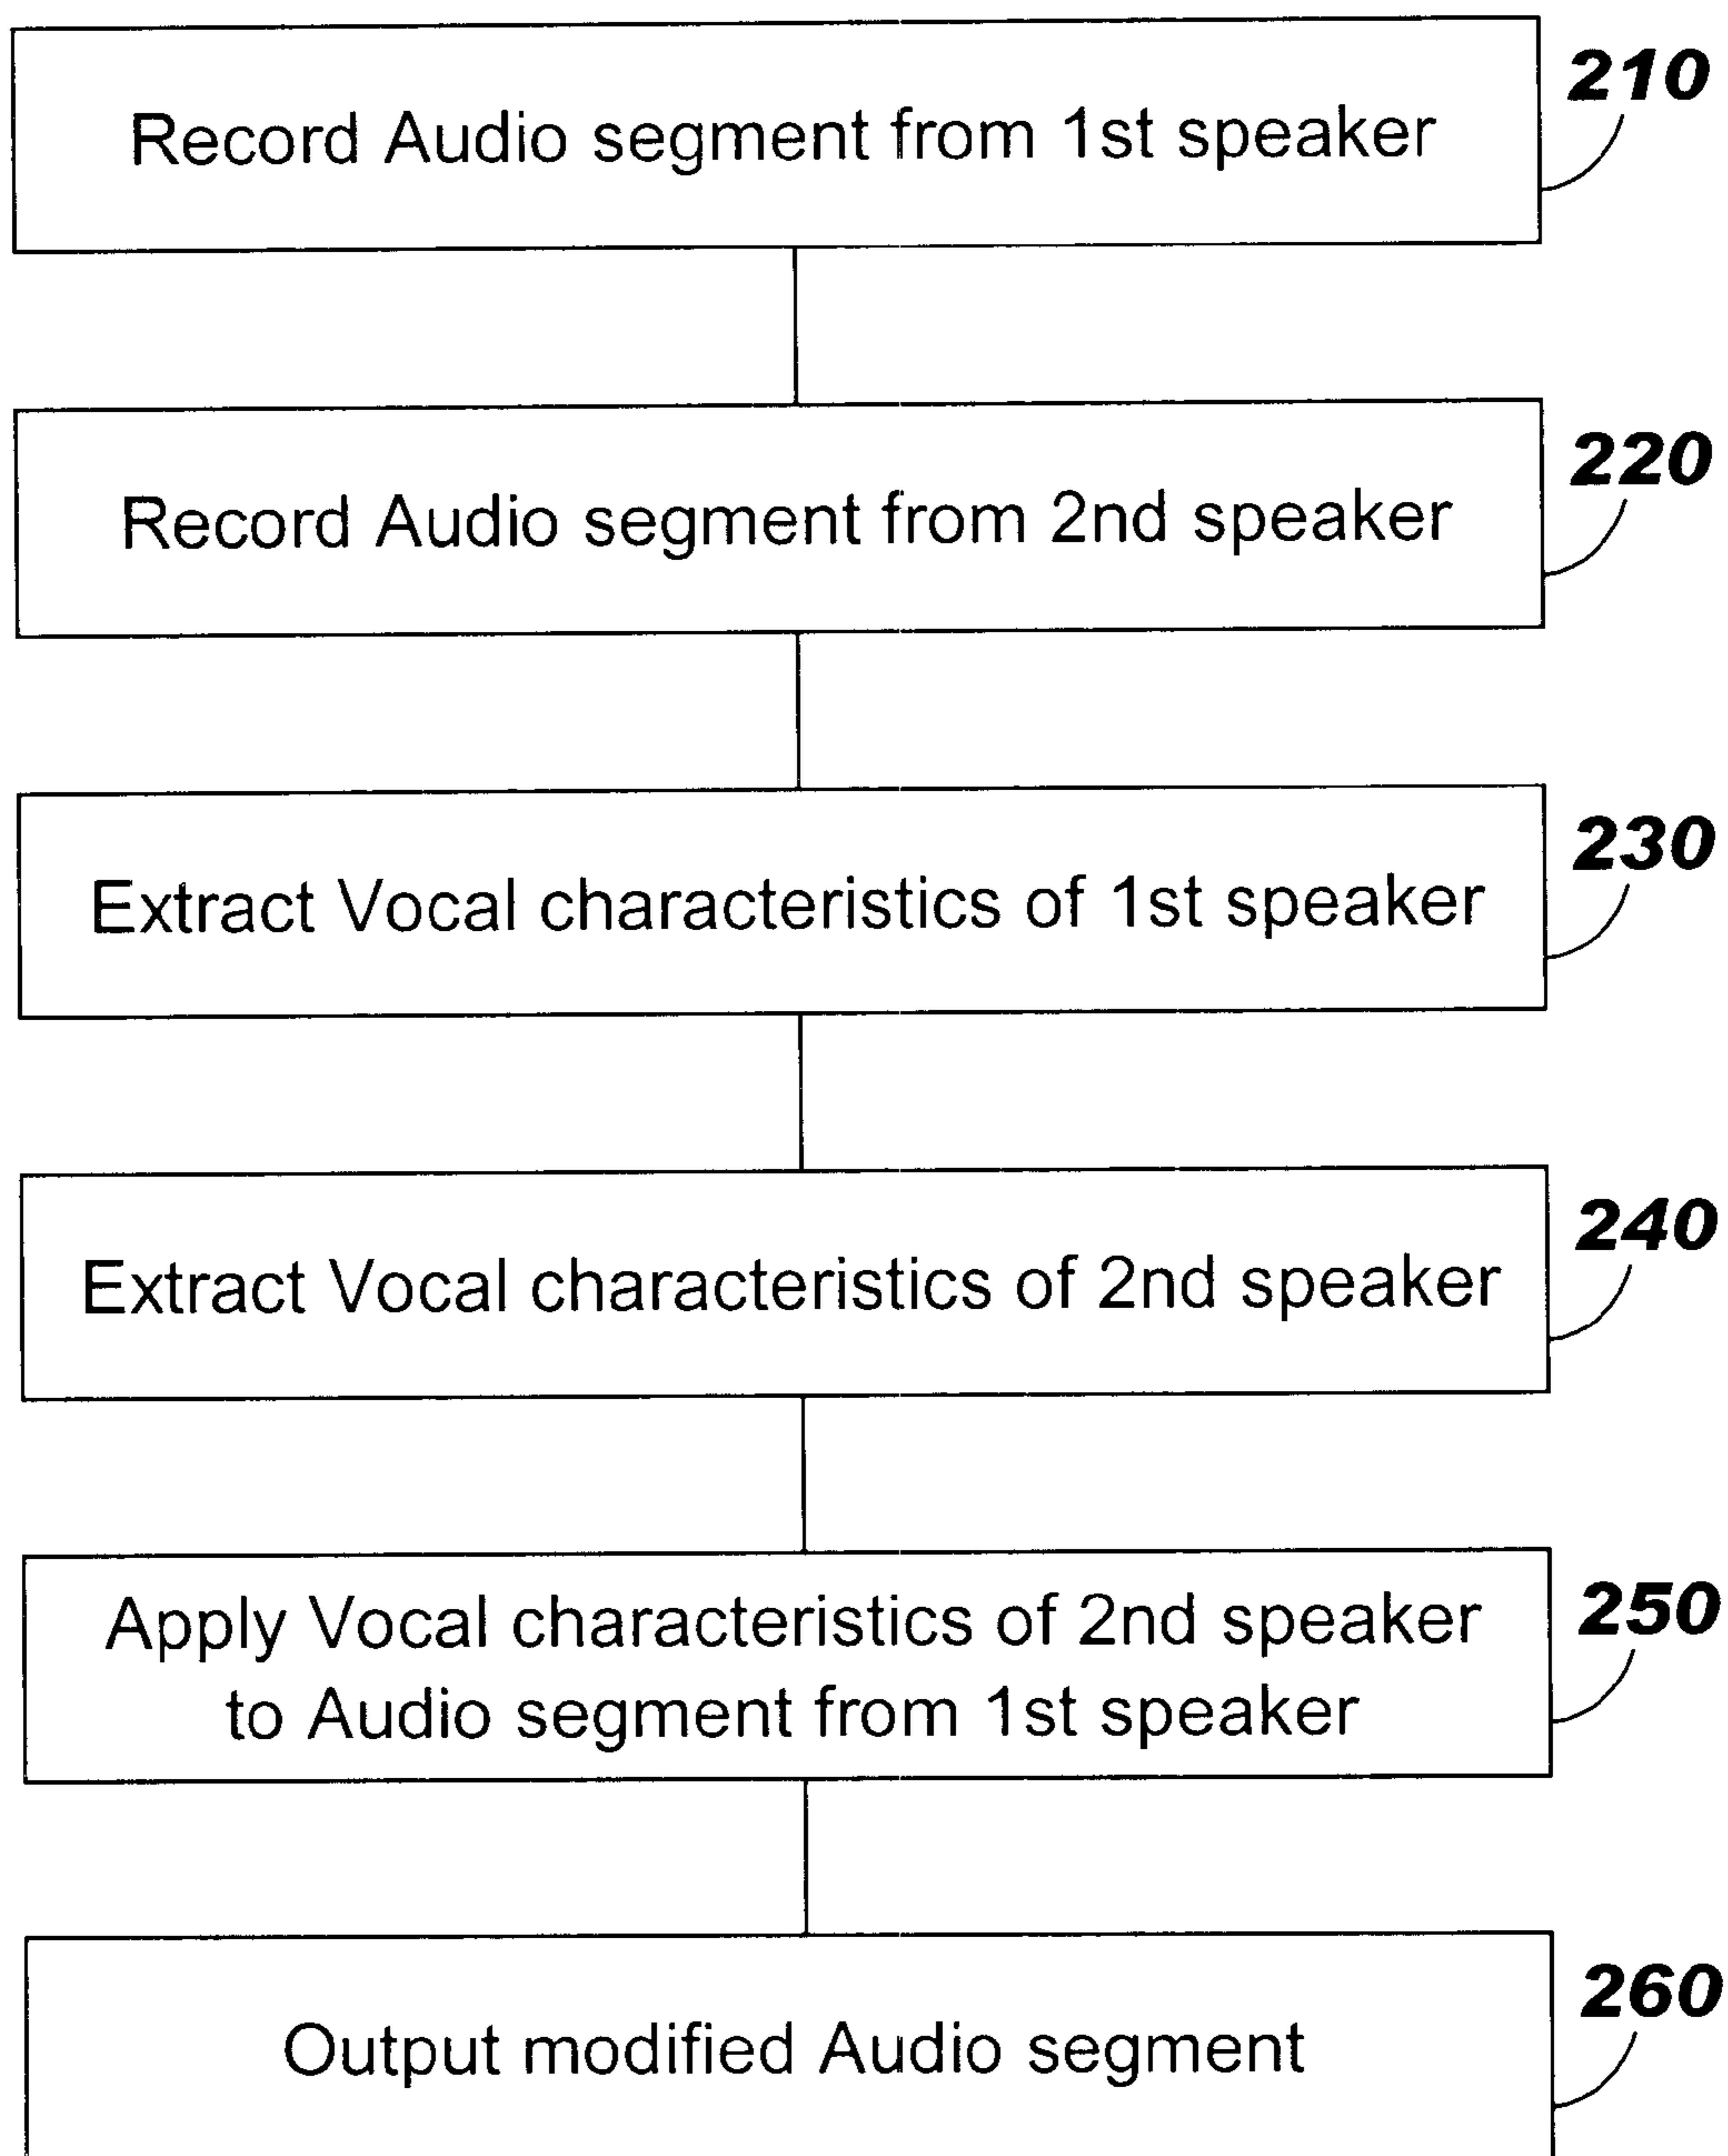 210
Record Audio segment from 1st speaker
220
Record Audio segment from 2nd speaker
230
Extract Vocal characteristics of 1st speaker
240
Extract Vocal characteristics of 2nd speaker
250
Apply Vocal characteristics of 2nd speaker
to Audio segment from 1st speaker
260
Output modified Audio segment